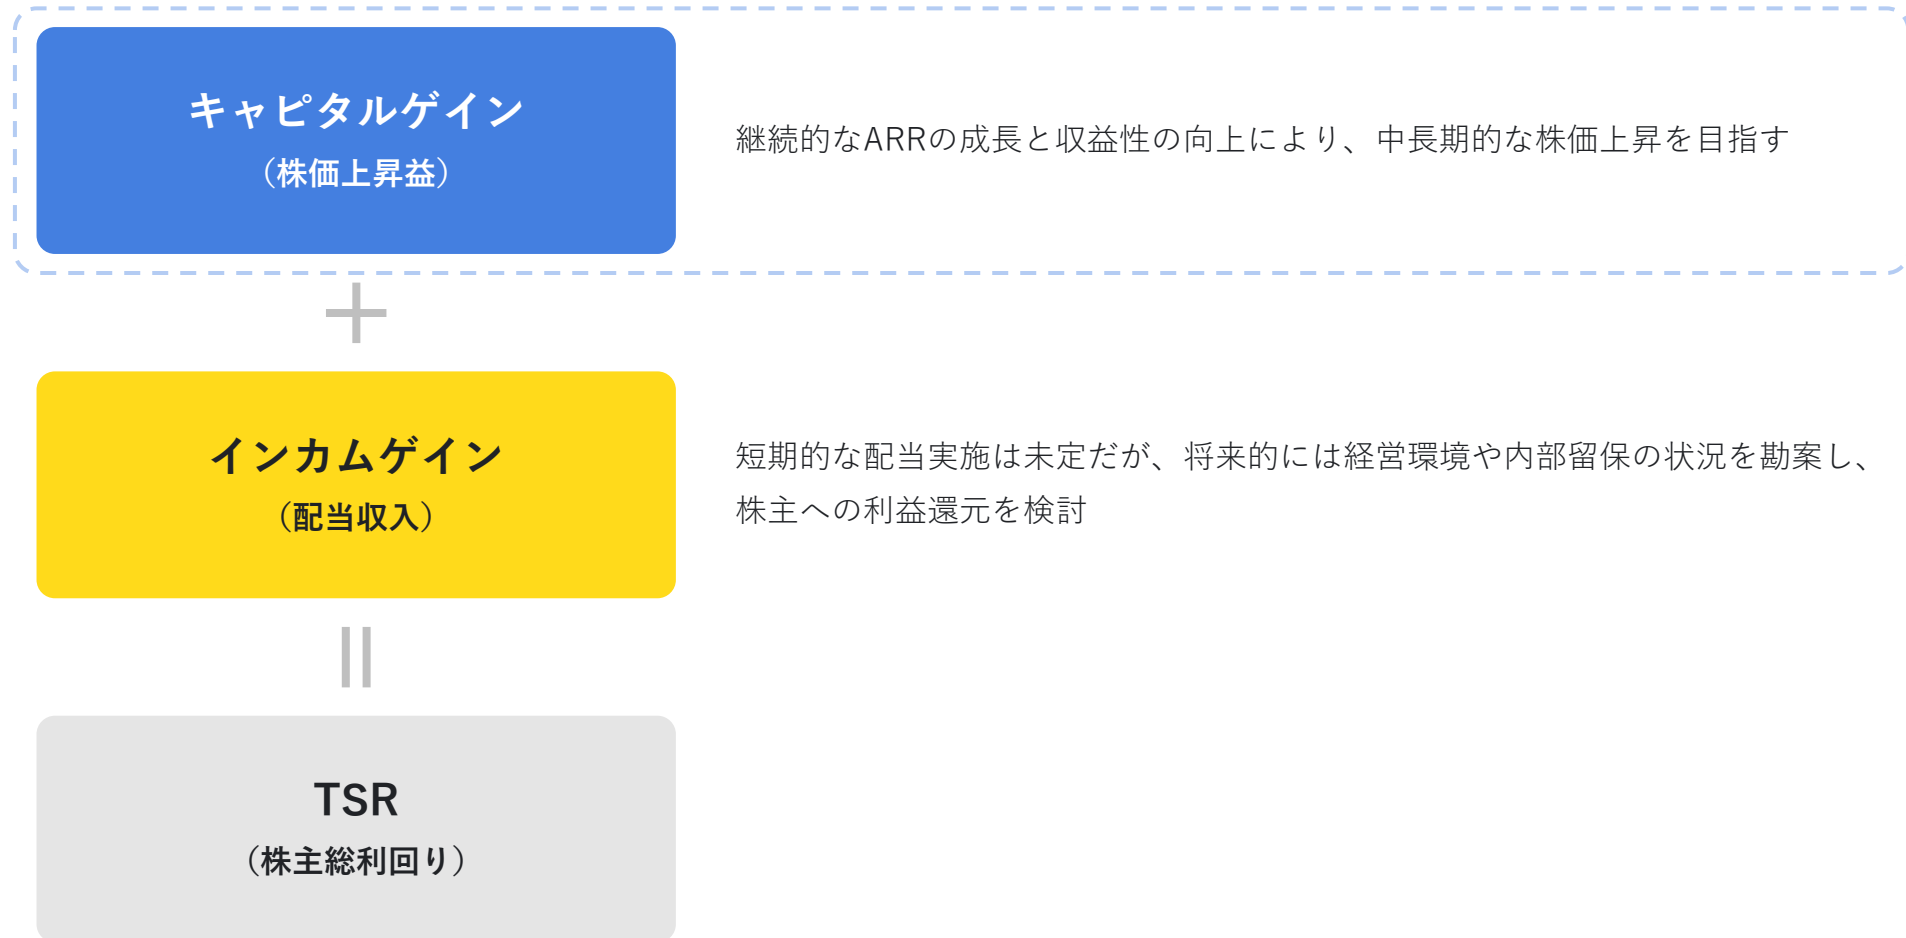 キャピタルゲイン
（株価上昇益）
継続的なARRの成長と収益性の向上により、中長期的な株価上昇を目指す
＋
インカムゲイン
（配当収入）
短期的な配当実施は未定だが、将来的には経営環境や内部留保の状況を勘案し、
株主への利益還元を検討
TSR
（株主総利回り）